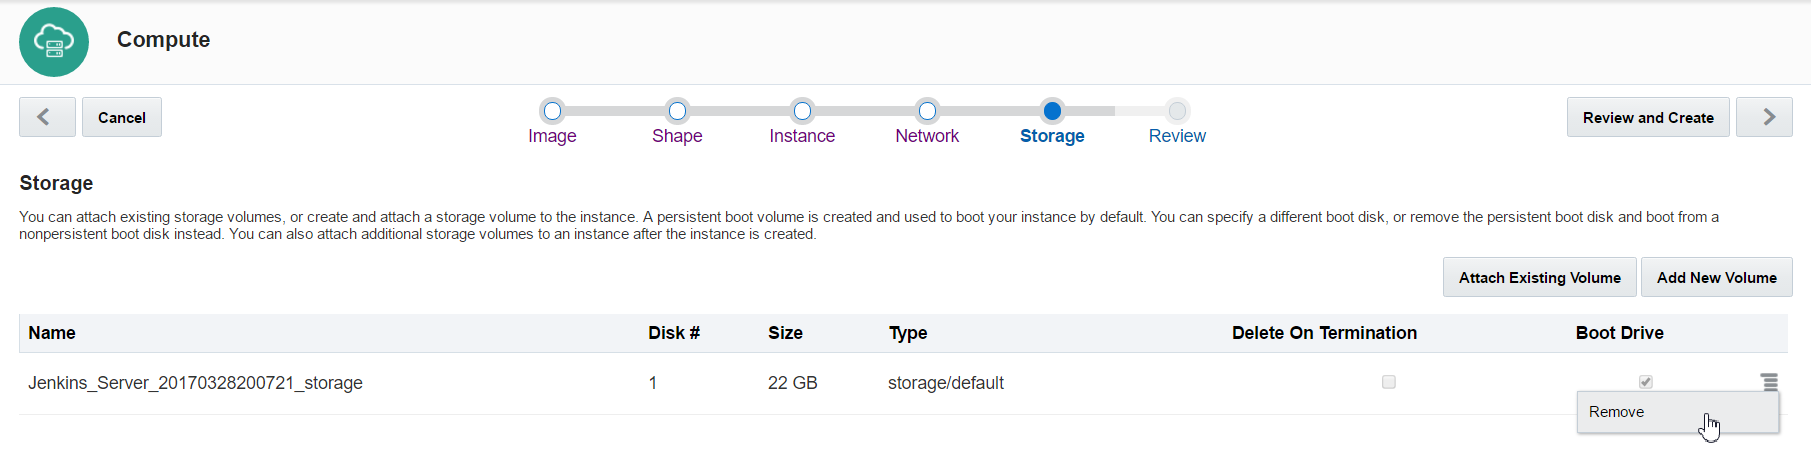 Compute
Cancel
Image
Shape
Instance
Network
Storage
Review
Review and Create
Storage
You can attach existing storage volumes, or create and attach a storage volume to the instance. A persistent boot volume is created and used to boot your instance by default. You can specify a different boot disk, or remove the persistent boot disk and boot from a
nonpersistent boot disk instead. You can also attach additional storage volumes to an instance after the instance is created.
Attach Existing Volume
Add New Volume
Name Disk # Size Type Delete On Termination Boot Drive
Jenkins_Server_20170328200721_storage 1 22 GB storage/default
Remove